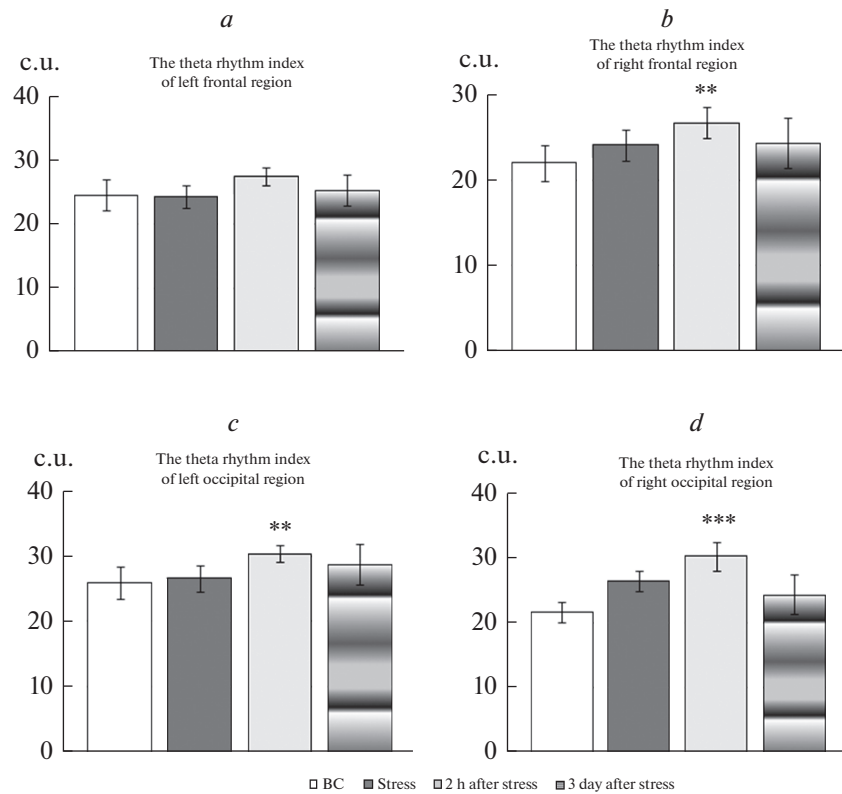 a
c.u.
The theta rhythm index
of left frontal region
40
30
20
10
0
b
c.u.
The theta rhythm index
of right frontal region
30
**
20
10
0
c
c.u.
The theta rhythm index
of left occipital region
40
**
30
20
10
0
d
c.u.
The theta rhythm index
of right occipital region
40
***
30
20
10
0
BC Stress 2 h after stress 3 day after stress